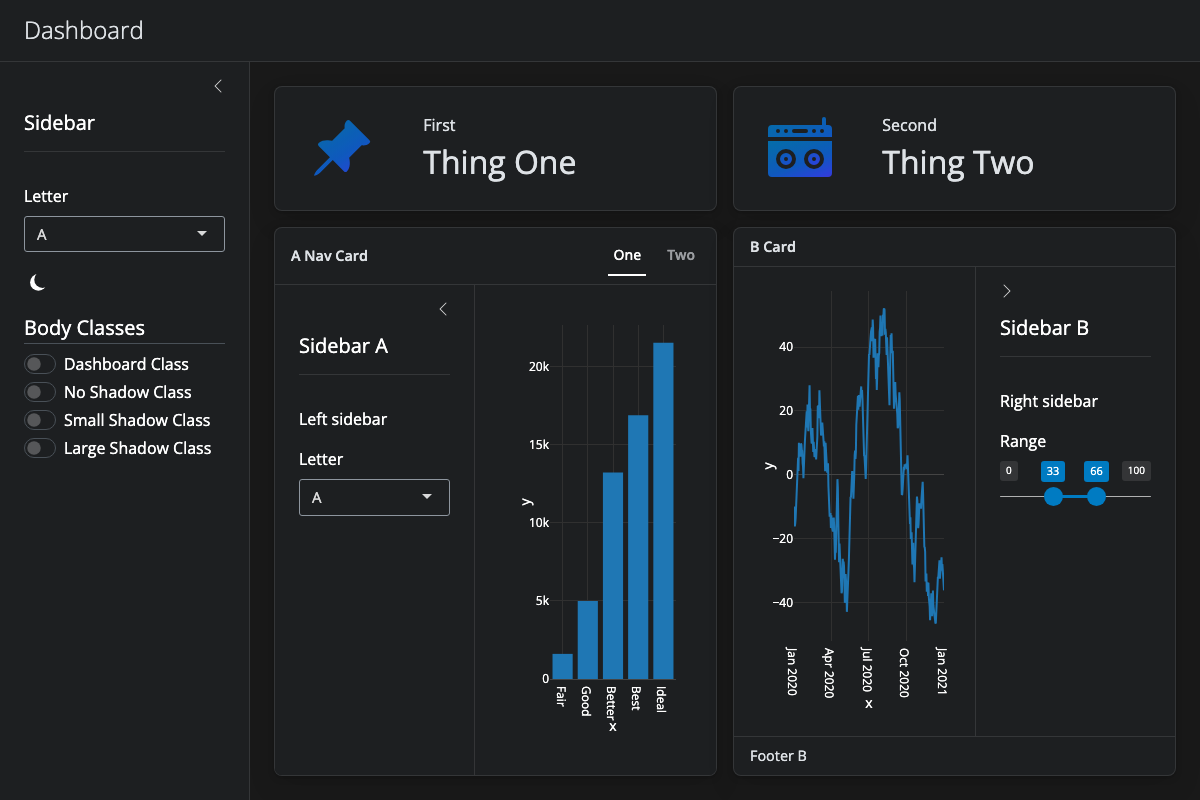 Dashboard
Sidebar
Letter
A
Body Classes
Dashboard Class
No Shadow Class
Small Shadow Class
Large Shadow Class
First
Thing One
Second
Thing Two
A Nav Card
One Two
Sidebar A
Left sidebar
Letter
A
20k
15k
y
10k
5k
0
Fair Good Better Best Ideal
x
B Card
40
20
y
0
−20
−40
Jan 2020 Apr 2020 Jul 2020 Oct 2020 Jan 2021
x
Sidebar B
Right sidebar
Range
0 33 66 100
Footer B